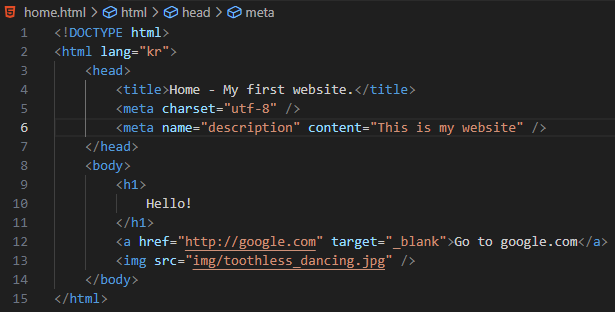 home.html > html > head > meta
1 <!DOCTYPE html>
2 <html lang="kr">
3 <head>
4 <title>Home - My first website.</title>
5 <meta charset="utf-8" />
6 <meta name="description" content="This is my website" />
7 </head>
8 <body>
9 <h1>
10 Hello!
11 </h1>
12 <a href="http://google.com" target="_blank">Go to google.com</a>
13 <img src="img/toothless_dancing.jpg" />
14 </body>
15 </html>